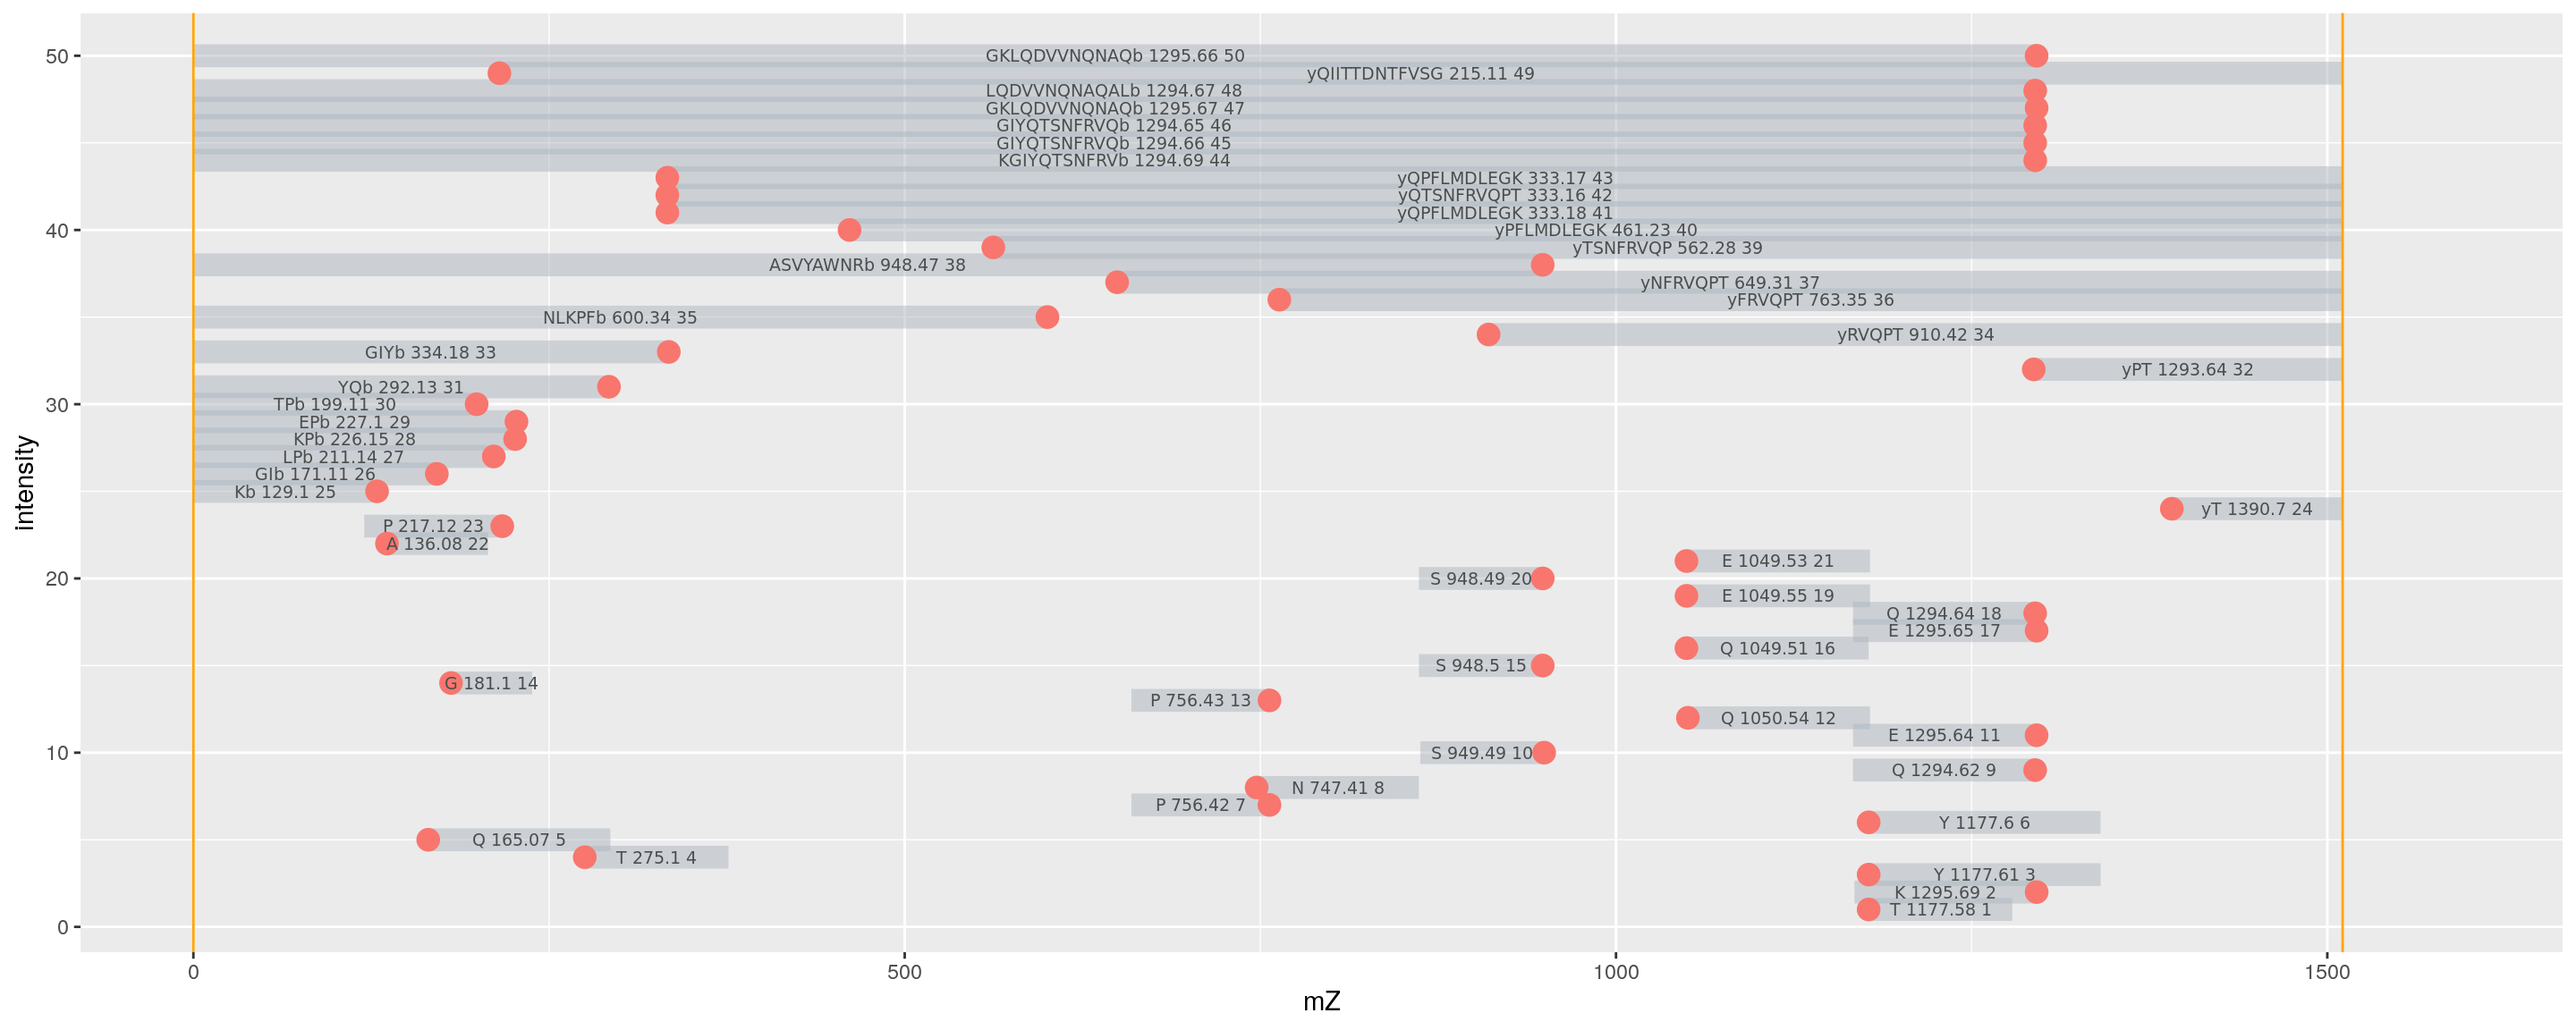 50
GKLQDVVNQNAQb 1295.66 50
yQIITTDNTFVSG 215.11 49
LQDVVNQNAQALb 1294.67 48
GKLQDVVNQNAQb 1295.67 47
GIYQTSNFRVQb 1294.65 46
GIYQTSNFRVQb 1294.66 45
KGIYQTSNFRVb 1294.69 44
yQPFLMDLEGK 333.17 43
yQTSNFRVQPT 333.16 42
yQPFLMDLEGK 333.18 41
40
yPFLMDLEGK 461.23 40
yTSNFRVQP 562.28 39
ASVYAWNRb 948.47 38
yNFRVQPT 649.31 37
yFRVQPT 763.35 36
NLKPFb 600.34 35
yRVQPT 910.42 34
GIYb 334.18 33
yPT 1293.64 32
YQb 292.13 31
30
TPb 199.11 30
EPb 227.1 29
KPb 226.15 28
LPb 211.14 27
GIb 171.11 26
Kb 129.1 25
yT 1390.7 24
P 217.12 23
A 136.08 22
E 1049.53 21
20
S 948.49 20
E 1049.55 19
Q 1294.64 18
E 1295.65 17
Q 1049.51 16
S 948.5 15
G 181.1 14
P 756.43 13
Q 1050.54 12
E 1295.64 11
10
S 949.49 10
Q 1294.62 9
N 747.41 8
P 756.42 7
Y 1177.6 6
Q 165.07 5
T 275.1 4
Y 1177.61 3
K 1295.69 2
T 1177.58 1
0
intensity
0 500 1000 1500
mZ